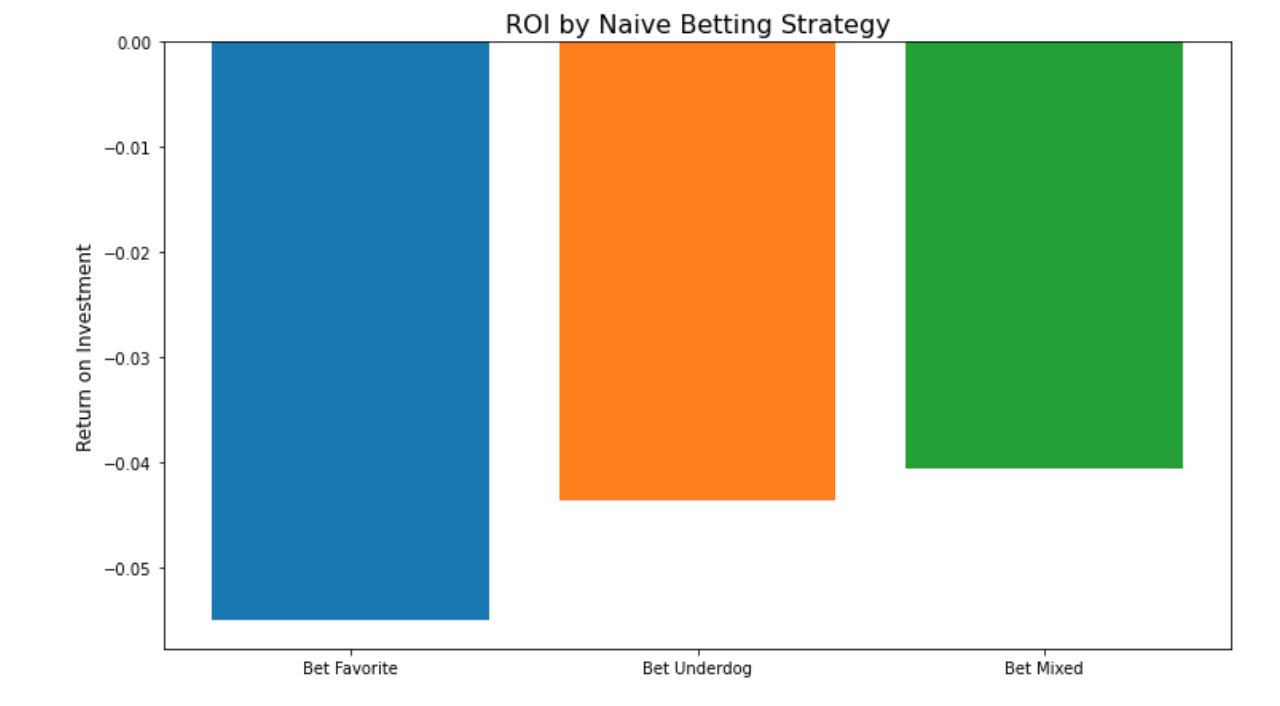 ROI by Naive Betting Strategy
0.00
−0.01
−0.02
−0.03
−0.04
−0.05
Return on Investment
Bet Favorite
Bet Underdog
Bet Mixed